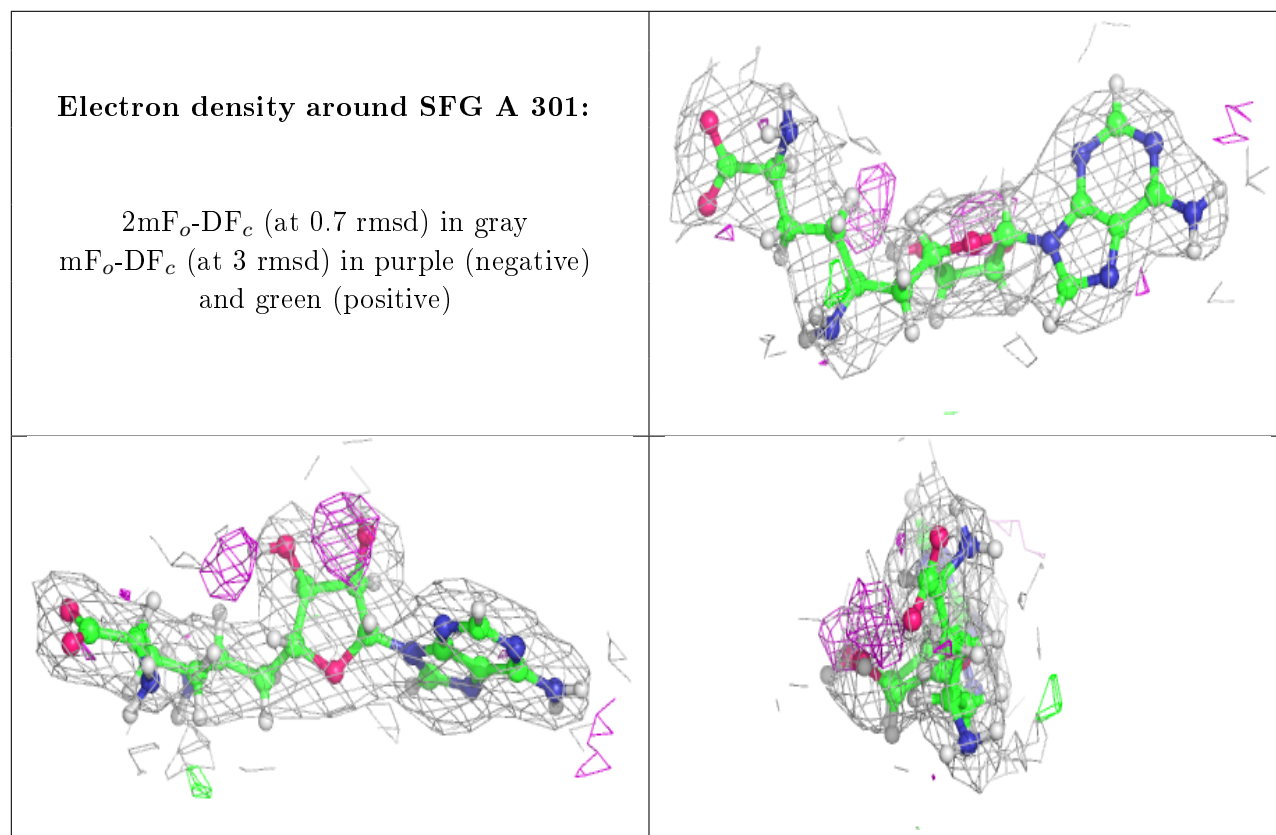 Electron density around SFG A 301:
2mFo-DFc (at 0.7 rmsd) in gray
mFo-DFc (at 3 rmsd) in purple (negative)
and green (positive)